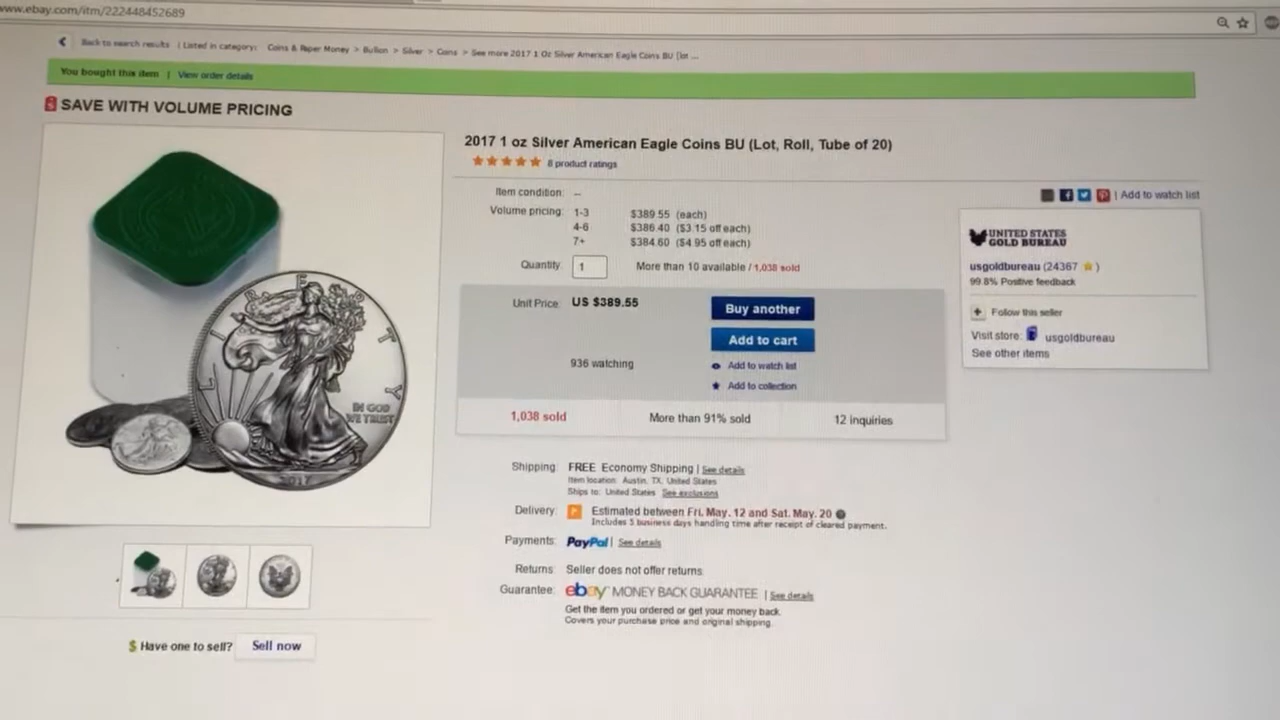 www.ebay.com/itm/222448452689
Back to search results | Listed in category: Coins & Paper Money > Bullion > Silver > Coins > See more 2017 1 Oz Silver American Eagle Coins BU (lot ...
You bought this item | View order details
SAVE WITH VOLUME PRICING
2017 1 oz Silver American Eagle Coins BU (Lot, Roll, Tube of 20)
8 product ratings
Item condition: --
| Add to watch list
Volume pricing: 1-3 $389.55 (each)
4-6 $386.40 ($3.15 off each)
7+ $384.60 ($4.95 off each)
Quantity: 1 More than 10 available / 1,038 sold
Unit Price: US $389.55
Buy another
Add to cart
936 watching
Add to watch list
Add to collection
1,038 sold More than 91% sold 12 inquiries
UNITED STATES
GOLD BUREAU
usgoldbureau (24367 )
99.8% Positive feedback
+ Follow this seller
Visit store: usgoldbureau
See other items
LIBERTY
IN GOD
WE TRUST
2017
Shipping: FREE Economy Shipping | See details
Item location: Austin, TX, United States
Ships to: United States See exclusions
Delivery: Estimated between Fri. May. 12 and Sat. May. 20
Includes 5 business days handling time after receipt of cleared payment.
Payments: PayPal | See details
Returns: Seller does not offer returns.
Guarantee: ebay MONEY BACK GUARANTEE | See details
Get the item you ordered or get your money back.
Covers your purchase price and original shipping.
$ Have one to sell? Sell now